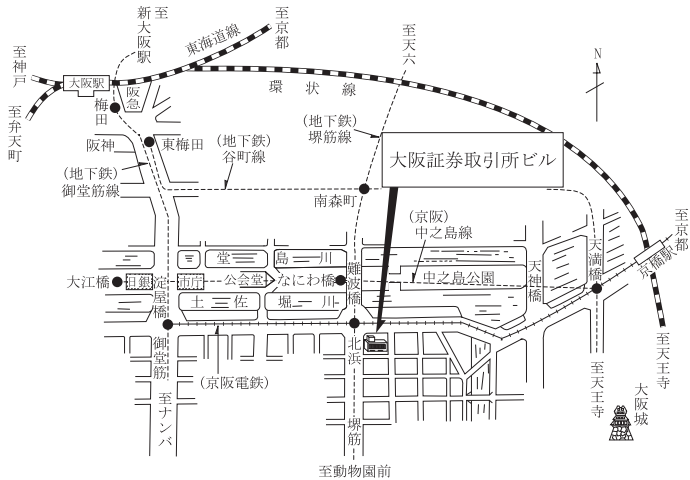 至新大阪駅
東海道線
至京都
至天六
至神戸
大阪駅
阪急
環状線
N
至弁天町
梅田
阪神
東梅田
(地下鉄)
谷町線
(地下鉄)
堺筋線
大阪証券取引所ビル
(地下鉄)
御堂筋線
南森町
(京阪)
中之島線
至京都
京橋駅
堂島川
大江橋
日銀
淀屋橋
市庁
公会堂
なにわ橋
難波橋
中之島公園
天神橋
天満橋
土佐堀川
御堂筋
(京阪電鉄)
北浜
至天王寺
至天王寺
大阪城
至ナンバ
堺筋
至動物園前